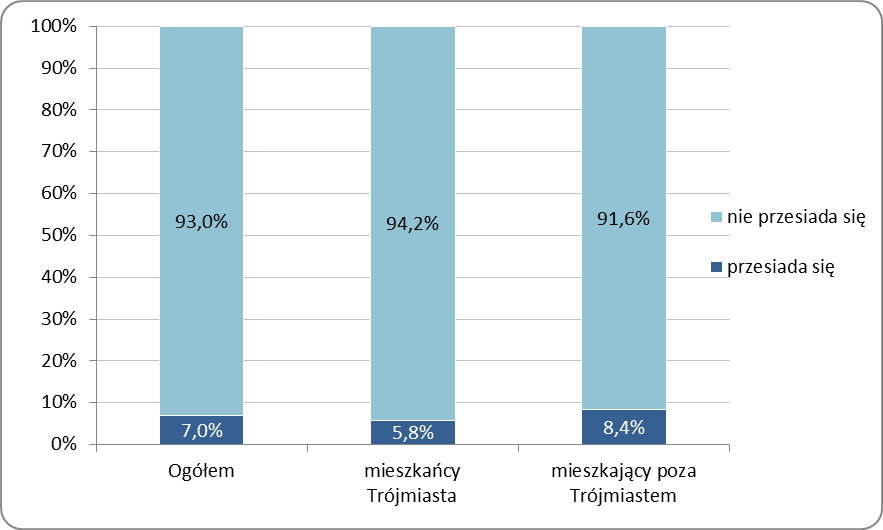 100%
90%
80%
70%
60%
50%
40%
30%
20%
10%
0%
93,0%
94,2%
91,6%
7,0%
5,8%
8,4%
Ogółem
mieszkańcy
Trójmiasta
mieszkający poza
Trójmiastem
nie przesiada się
przesiada się